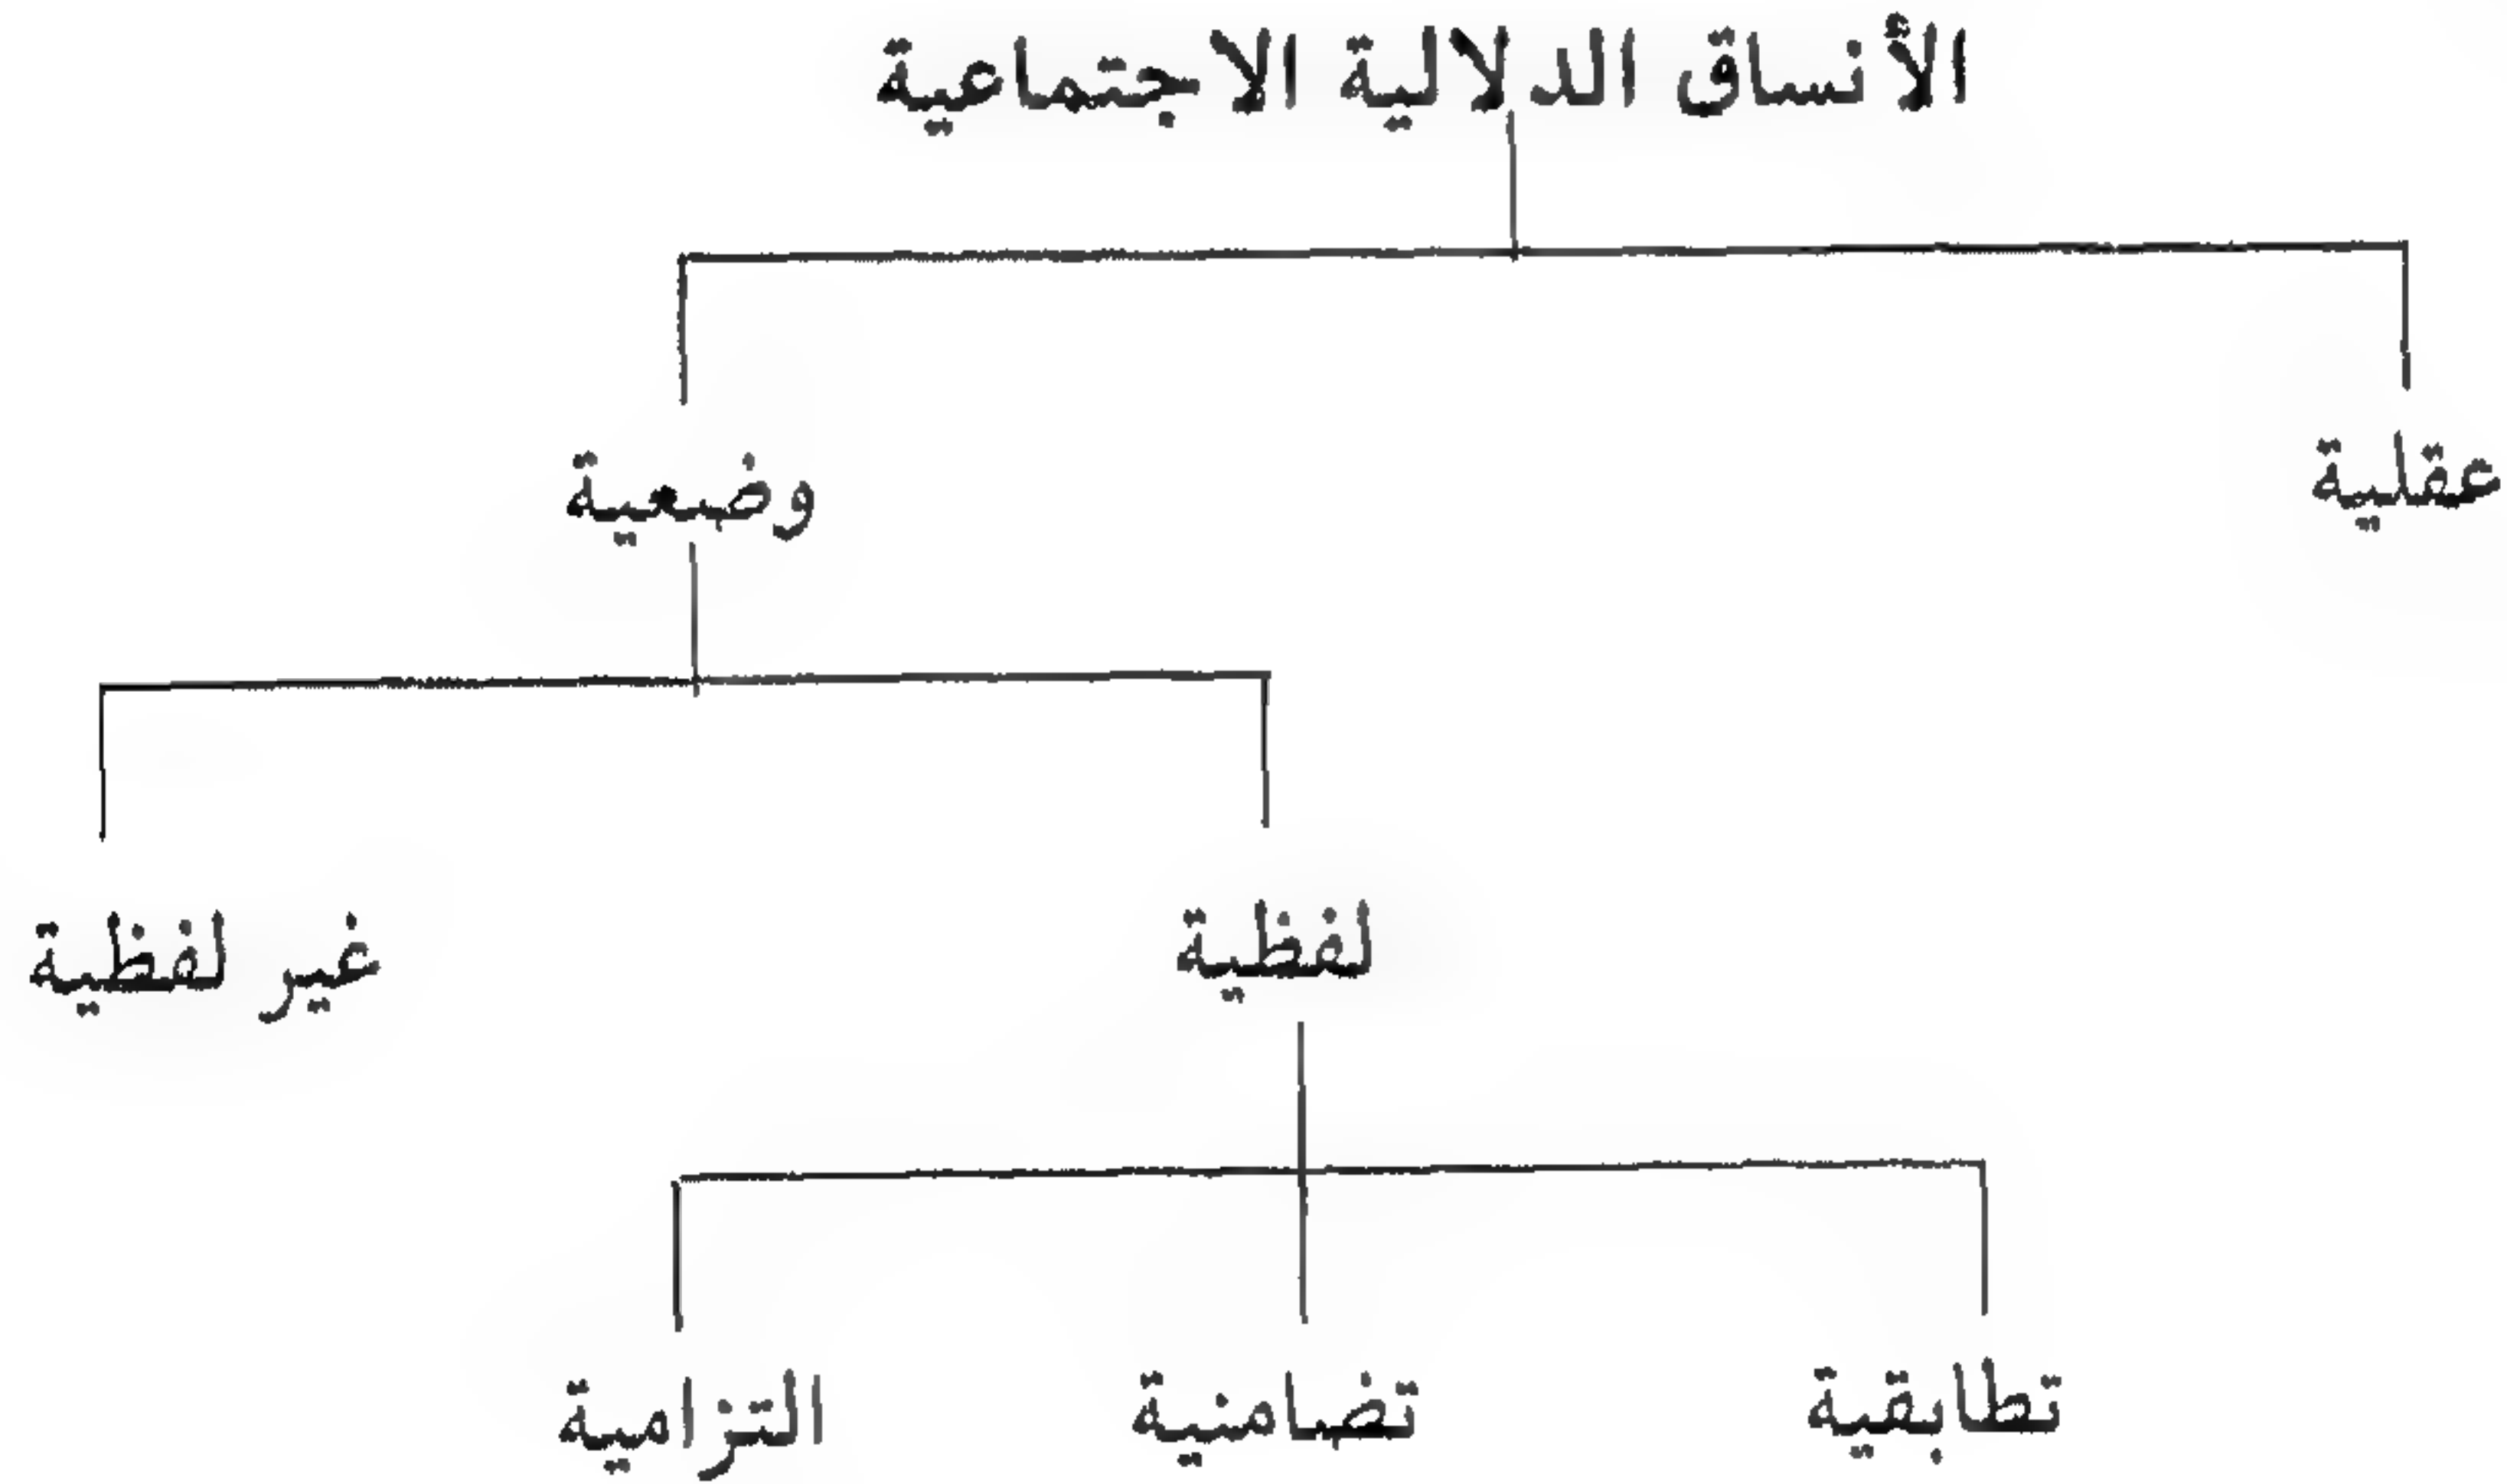 الأنساق الدلالية الاجتماعية
عقلية
وضعية
لفظية
غير لفظية
تطابقية
تضامنية
التزامية